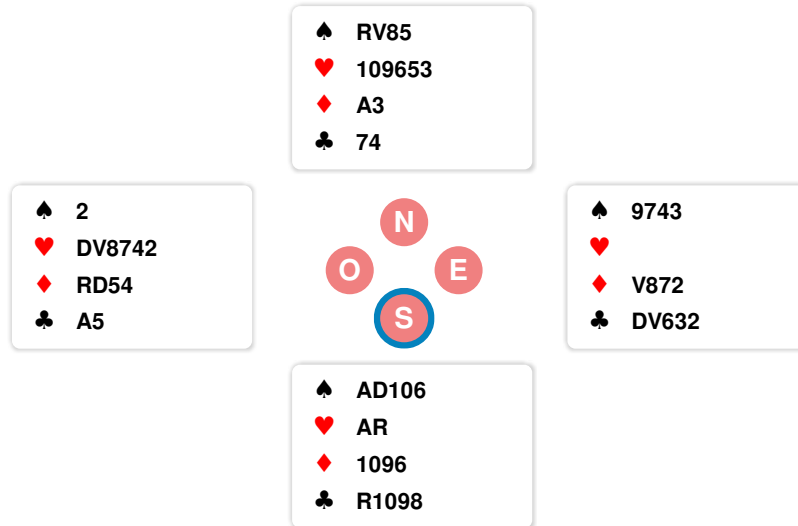 ♠ RV85
♥ 109653
♦ A3
♣ 74
♠ 2
♥ DV8742
♦ RD54
♣ A5
N
O E
S
♠ 9743
♥
♦ V872
♣ DV632
♠ AD106
♥ AR
♦ 1096
♣ R1098